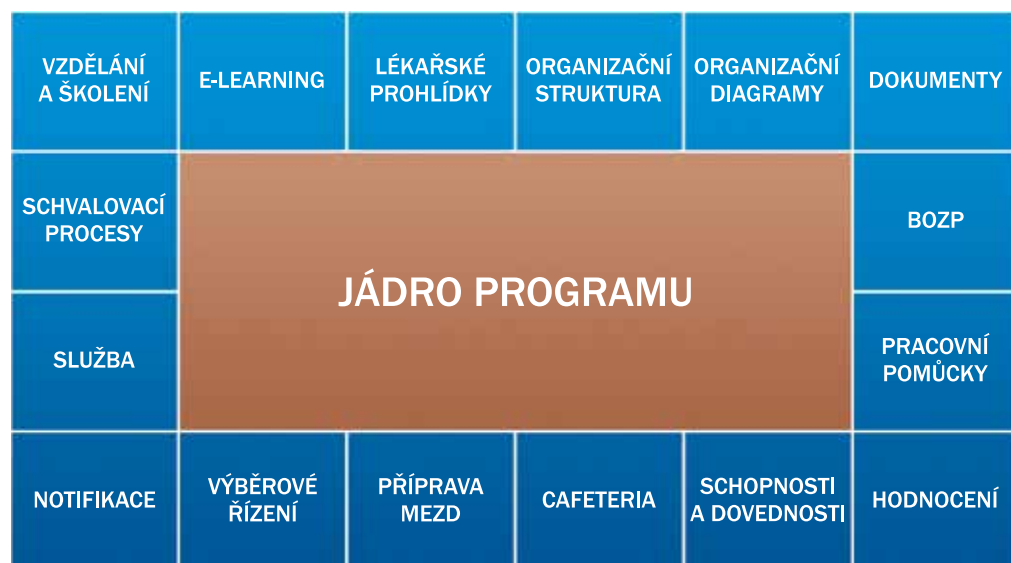 VZDĚLÁNÍ
A ŠKOLENÍ
E-LEARNING
LÉKAŘSKÉ
PROHLÍDKY
ORGANIZAČNÍ
STRUKTURA
ORGANIZAČNÍ
DIAGRAMY
DOKUMENTY
SCHVALOVACÍ
PROCESY
JÁDRO PROGRAMU
BOZP
SLUŽBA
PRACOVNÍ
POMŮCKY
NOTIFIKACE
VÝBĚROVÉ
ŘÍZENÍ
PŘÍPRAVA
MEZD
CAFETERIA
SCHOPNOSTI
A DOVEDNOSTI
HODNOCENÍ